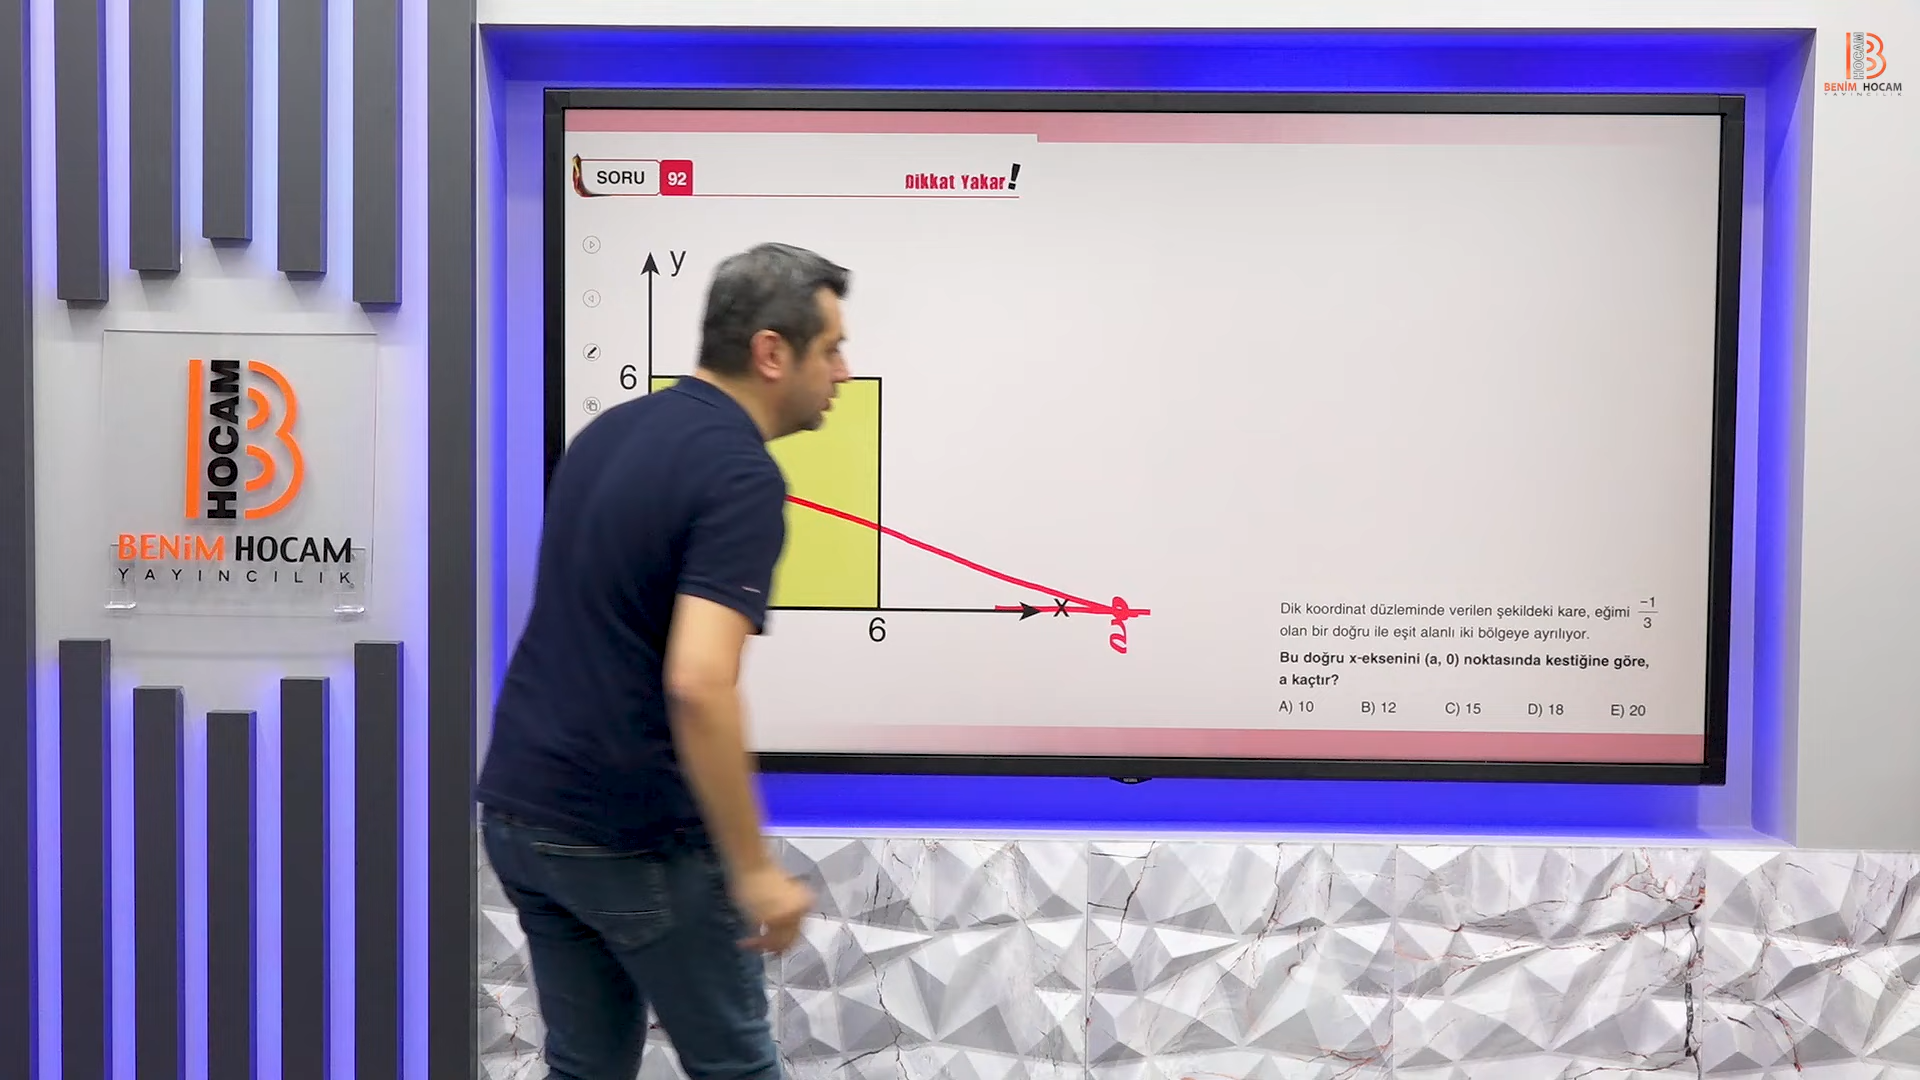 BENİM HOCAM
YAYINCILIK
SORU 92
Dikkat Yakar!
y
6
x
6
Dik koordinat düzleminde verilen şekildeki kare, eğimi -1/3
olan bir doğru ile eşit alanlı iki bölgeye ayrılıyor.
Bu doğru x-eksenini (a, 0) noktasında kestiğine göre,
a kaçtır?
A) 10 B) 12 C) 15 D) 18 E) 20
HOCAM
BENİM HOCAM
YAYINCILIK